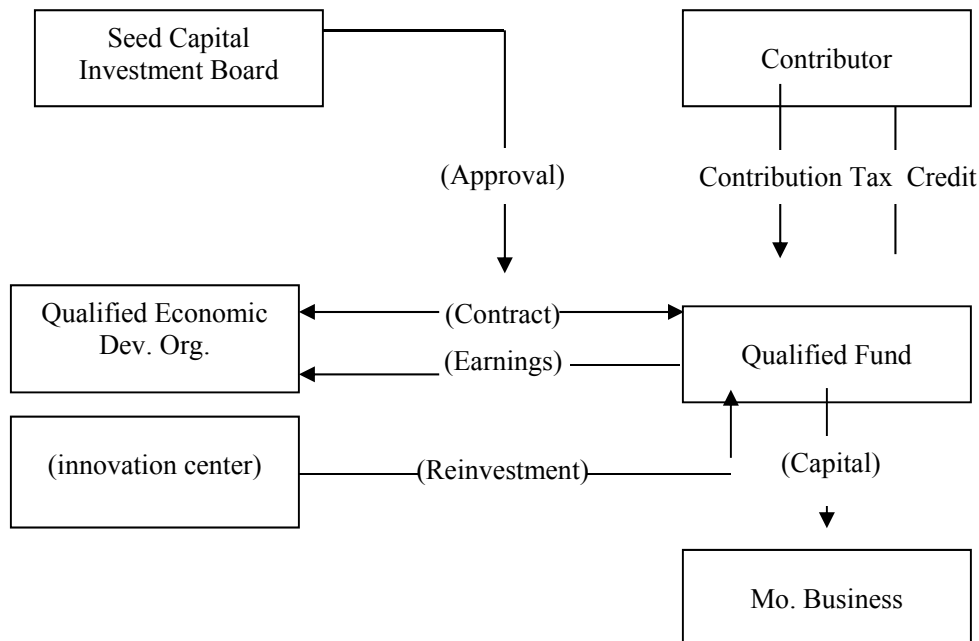 Seed Capital
Investment Board
Contributor
(Approval)
Contribution Tax Credit
Qualified Economic
Dev. Org.
(Contract)
(Earnings)
Qualified Fund
(innovation center)
(Reinvestment)
(Capital)
Mo. Business